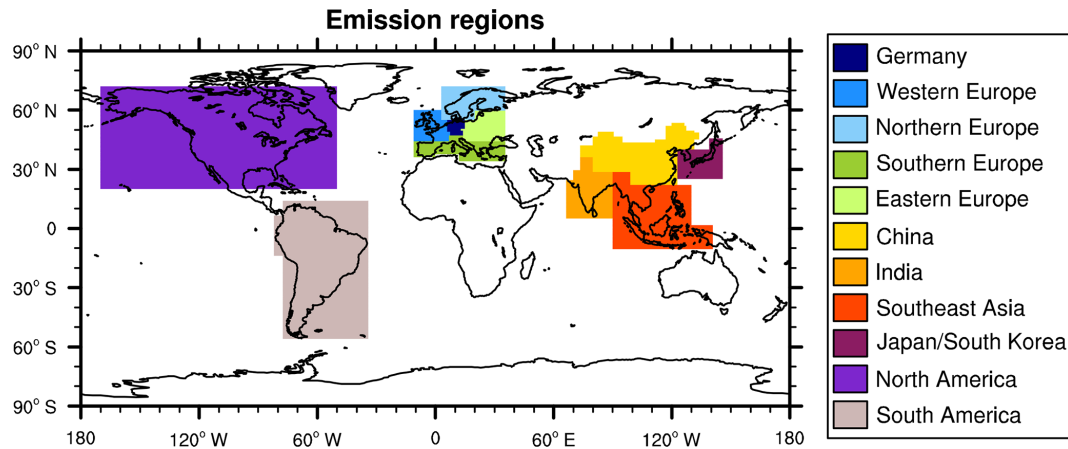 Emission regions
90° N
60° N
30° N
0
30° S
60° S
90° S
180
120° W
60° W
0
60° E
120° W
180
Germany
Western Europe
Northern Europe
Southern Europe
Eastern Europe
China
India
Southeast Asia
Japan/South Korea
North America
South America